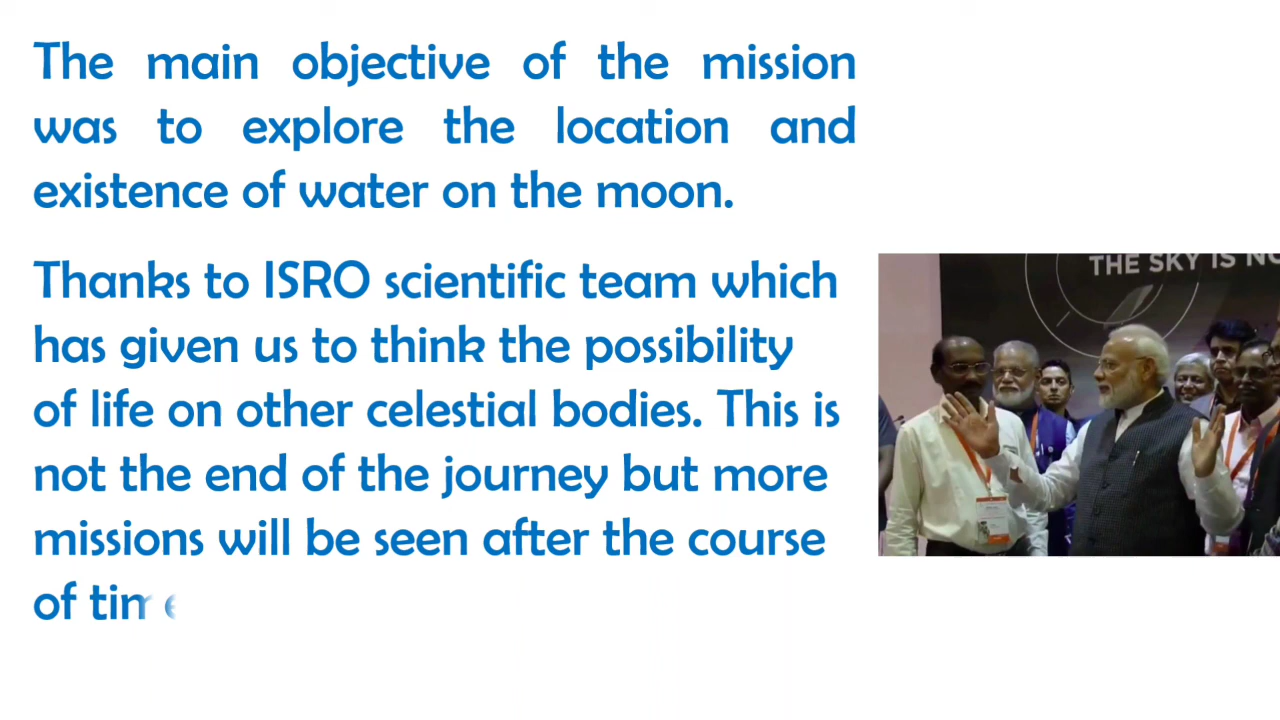 The main objective of the mission
was to explore the location and
existence of water on the moon.
Thanks to ISRO scientific team which
has given us to think the possibility
of life on other celestial bodies. This is
not the end of the journey but more
missions will be seen after the course
of time
THE SKY IS NO